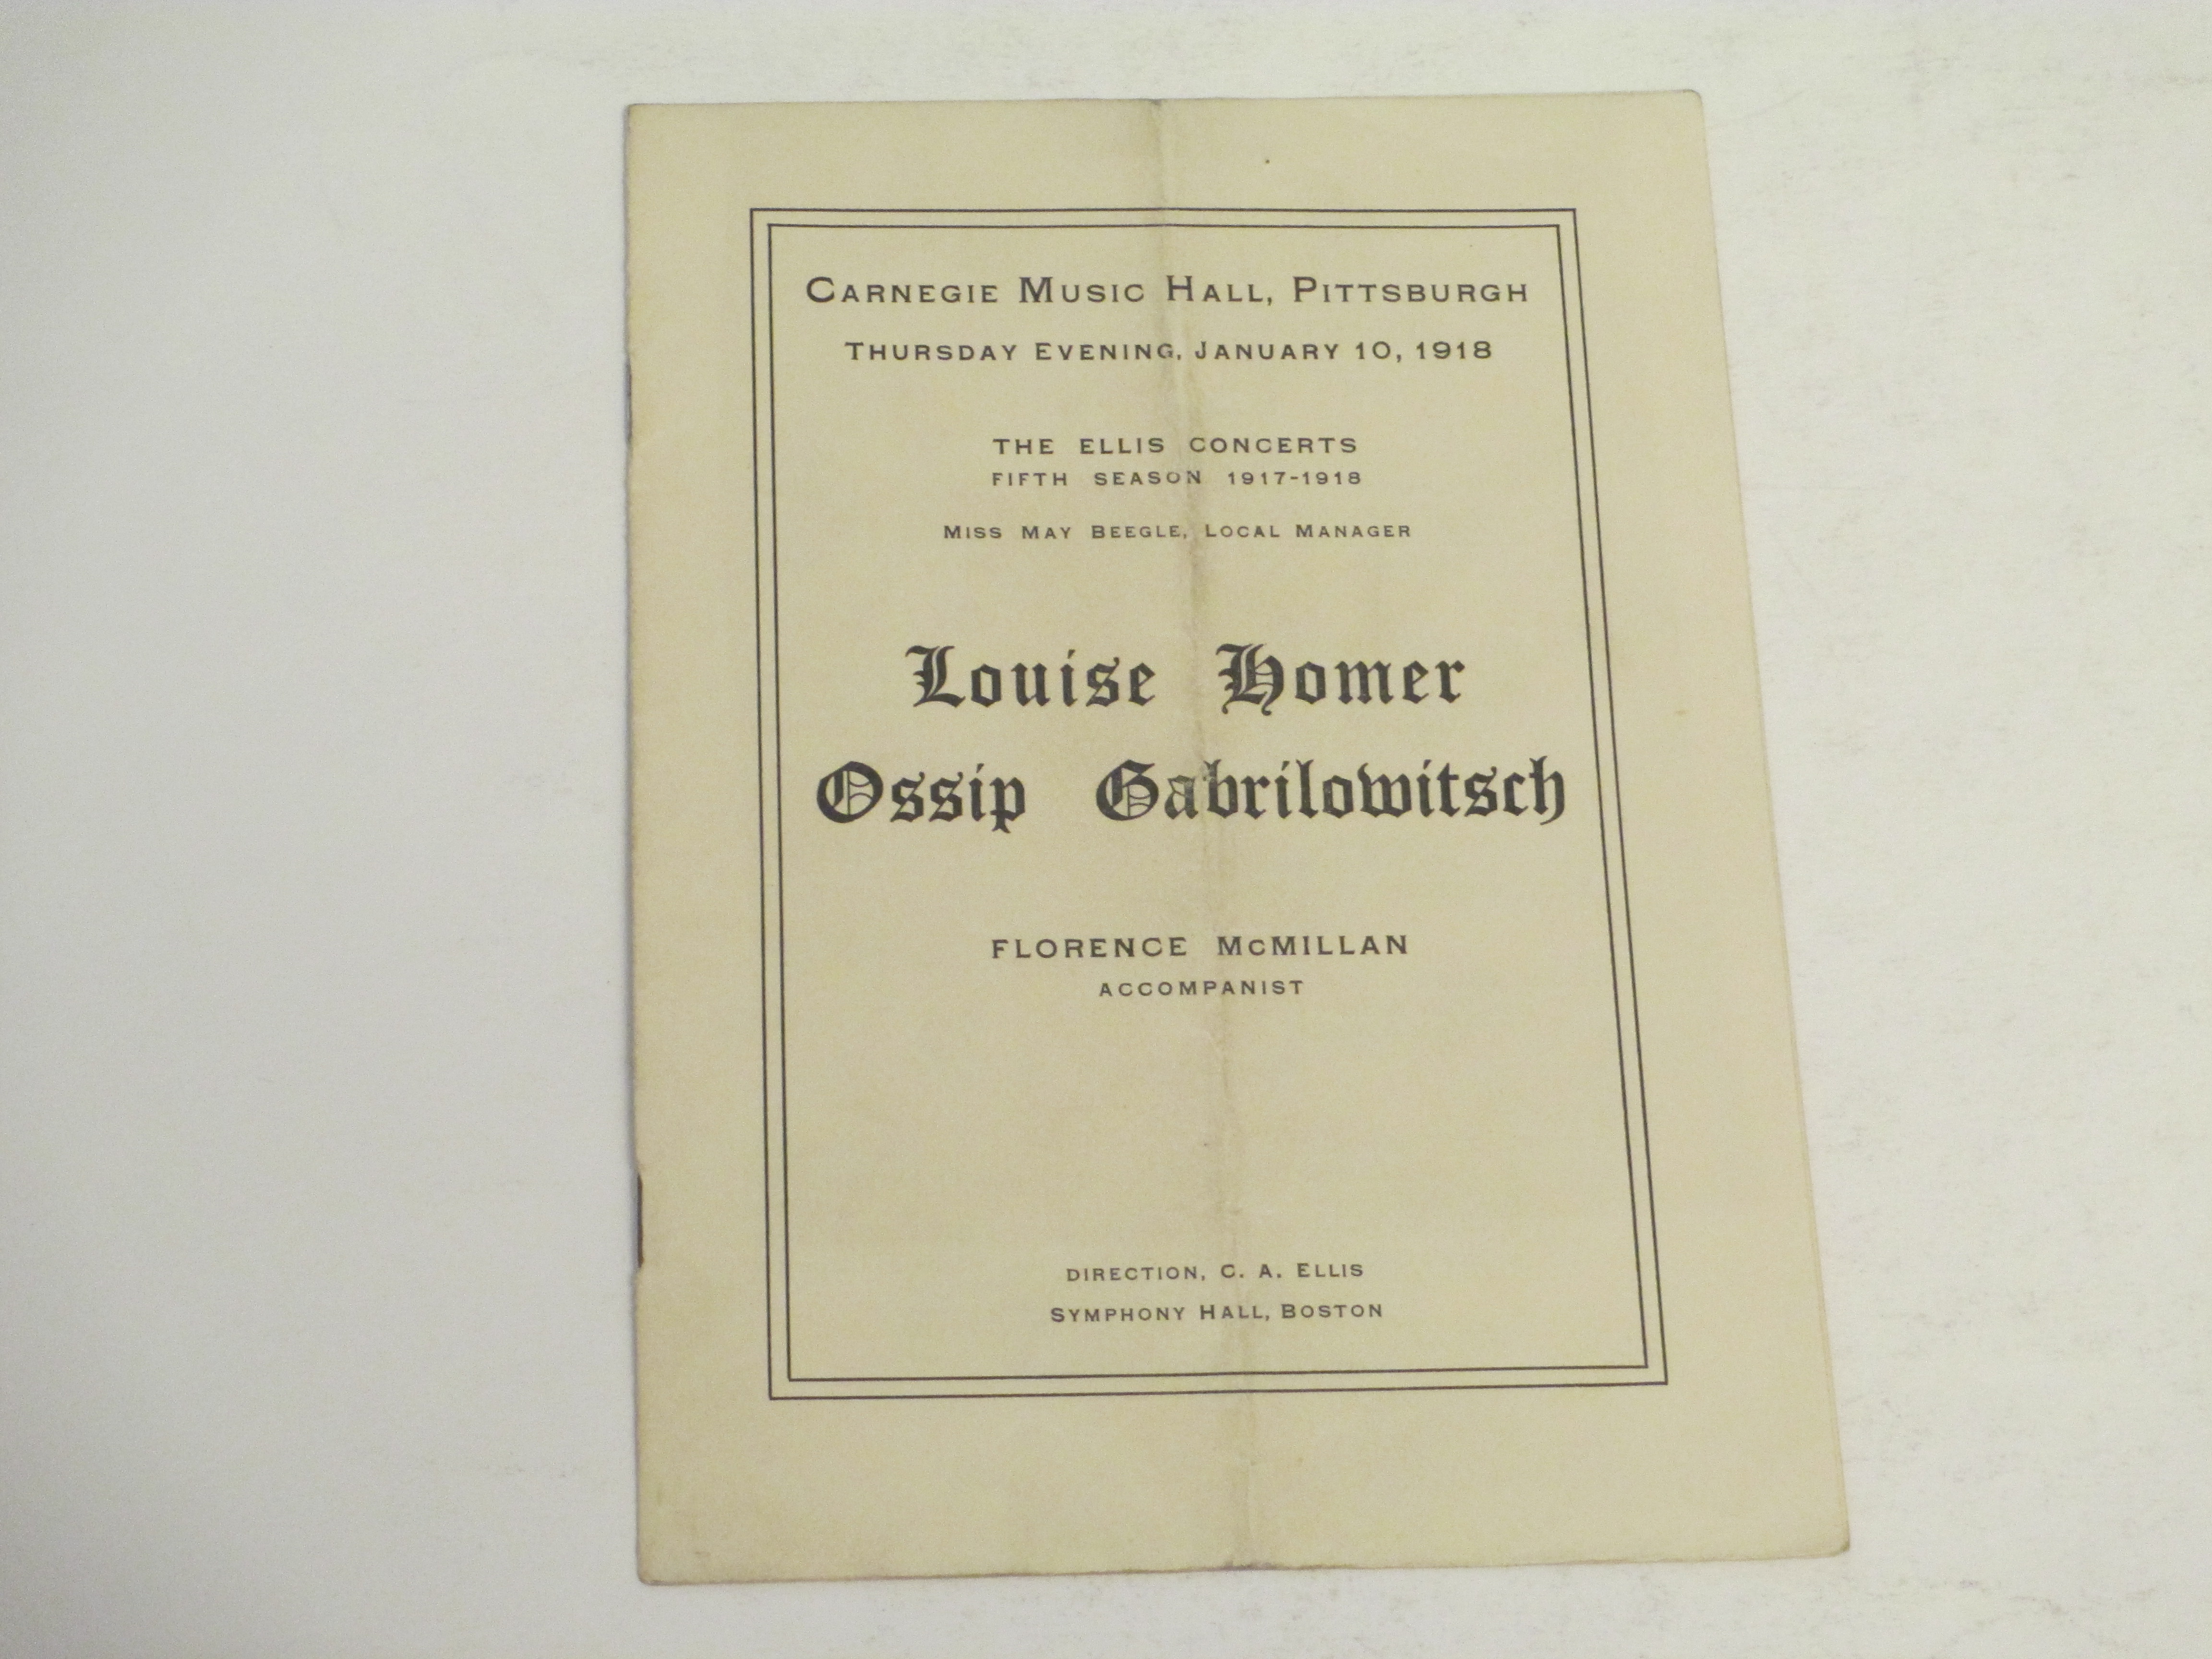 CARNEGIE MUSIC HALL, PITTSBURGH
THURSDAY EVENING, JANUARY 10, 1918
THE ELLIS CONCERTS
FIFTH SEASON 1917-1918
MISS MAY BEEGLE, LOCAL MANAGER
Louise Homer
Ossip Gabrilowitsch
FLORENCE McMILLAN
ACCOMPANIST
DIRECTION, C. A. ELLIS
SYMPHONY HALL, BOSTON